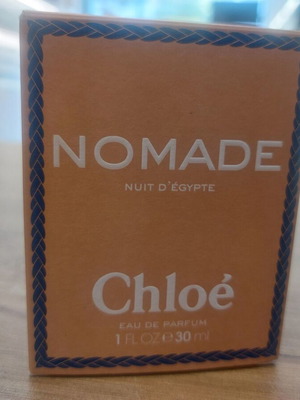 NOMADE
NUIT D'ÉGYPTE
Chloé
EAU DE PARFUM
1 FL OZ e 30 ml